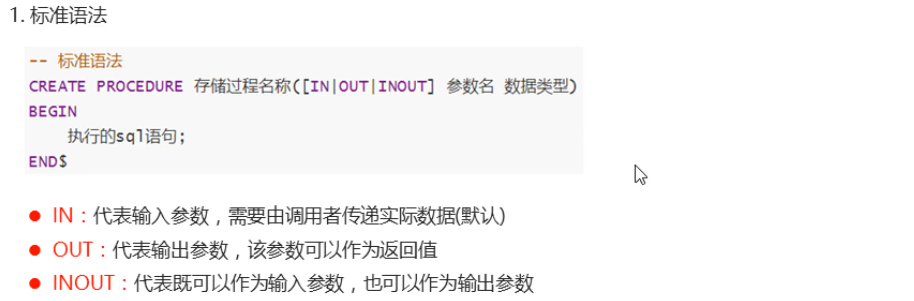 1. 标准语法
-- 标准语法
CREATE PROCEDURE 存储过程名称([IN|OUT|INOUT] 参数名 数据类型)
BEGIN
    执行的sql语句;
END$
● IN：代表输入参数，需要由调用者传递实际数据(默认)
● OUT：代表输出参数，该参数可以作为返回值
● INOUT：代表既可以作为输入参数，也可以作为输出参数